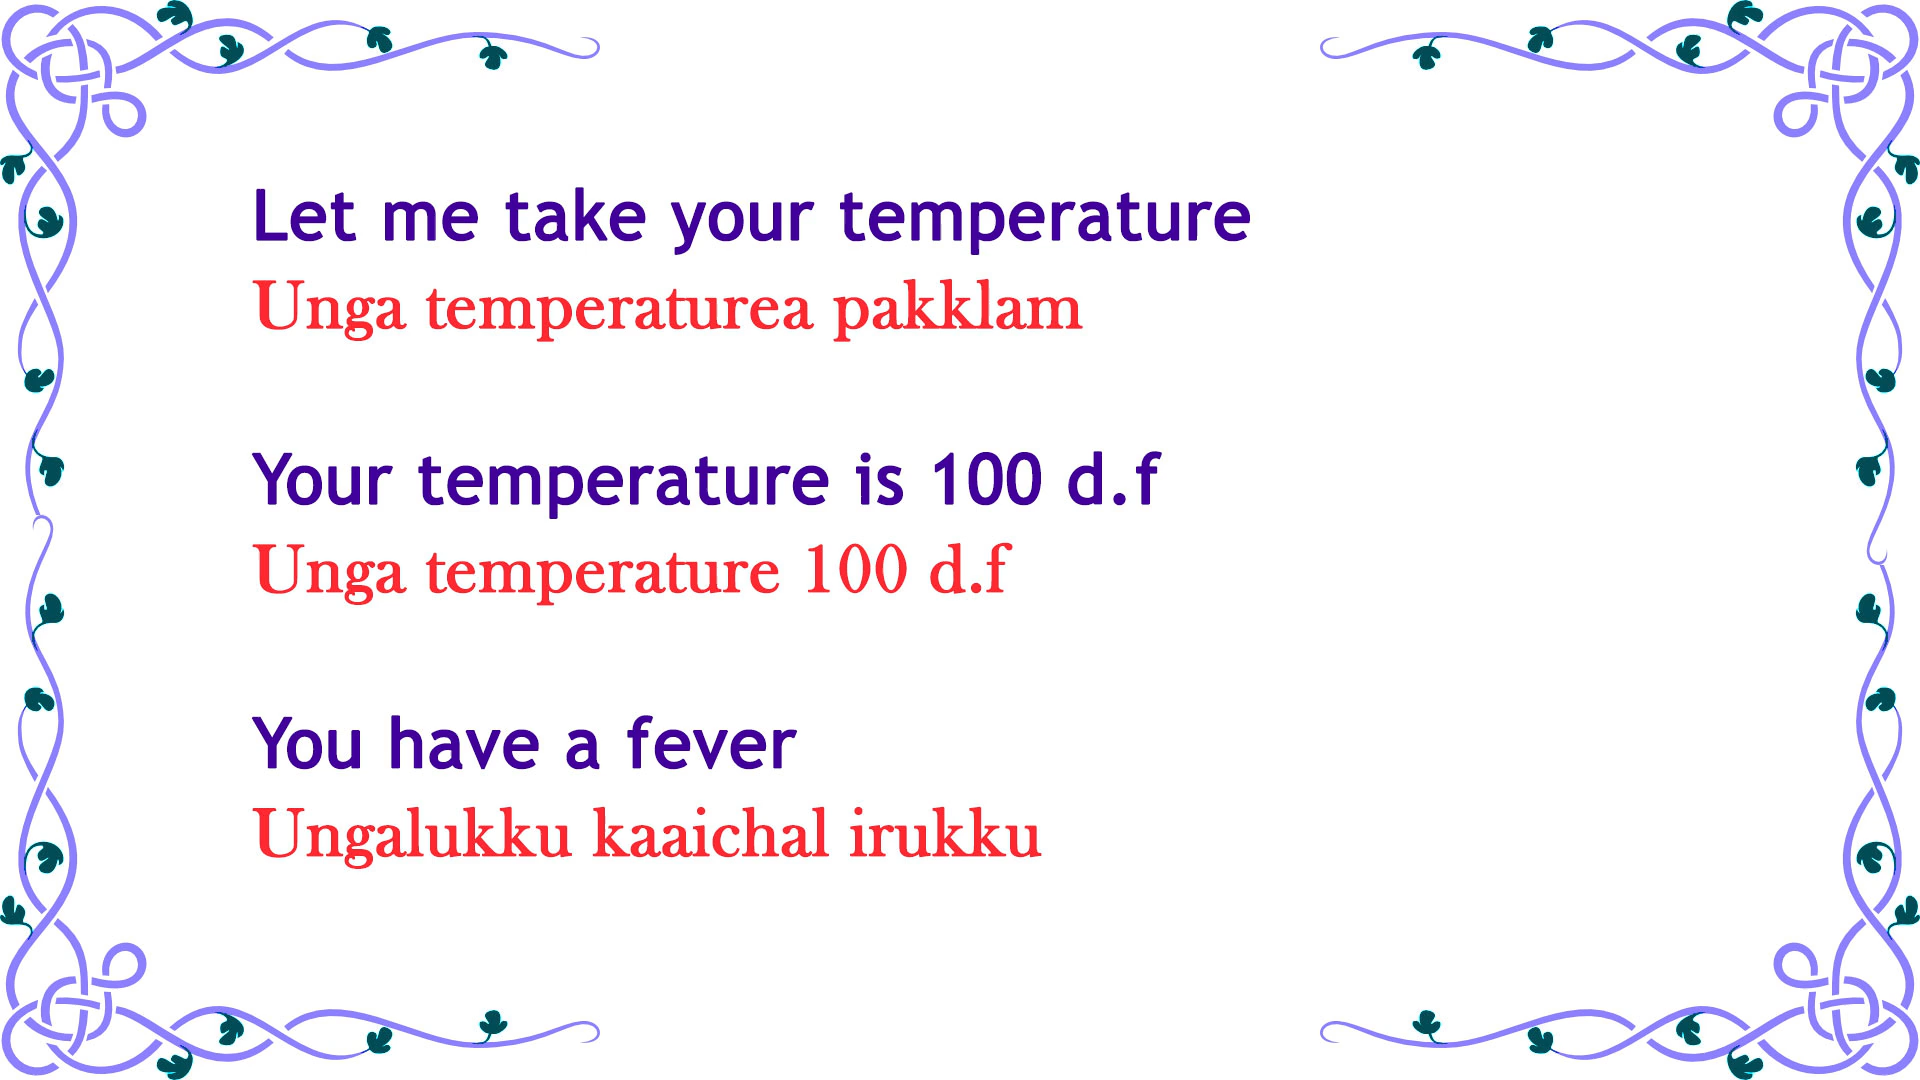 Let me take your temperature
Unga temperaturea pakklam
Your temperature is 100 d.f
Unga temperature 100 d.f
You have a fever
Ungalukku kaaichal irukku